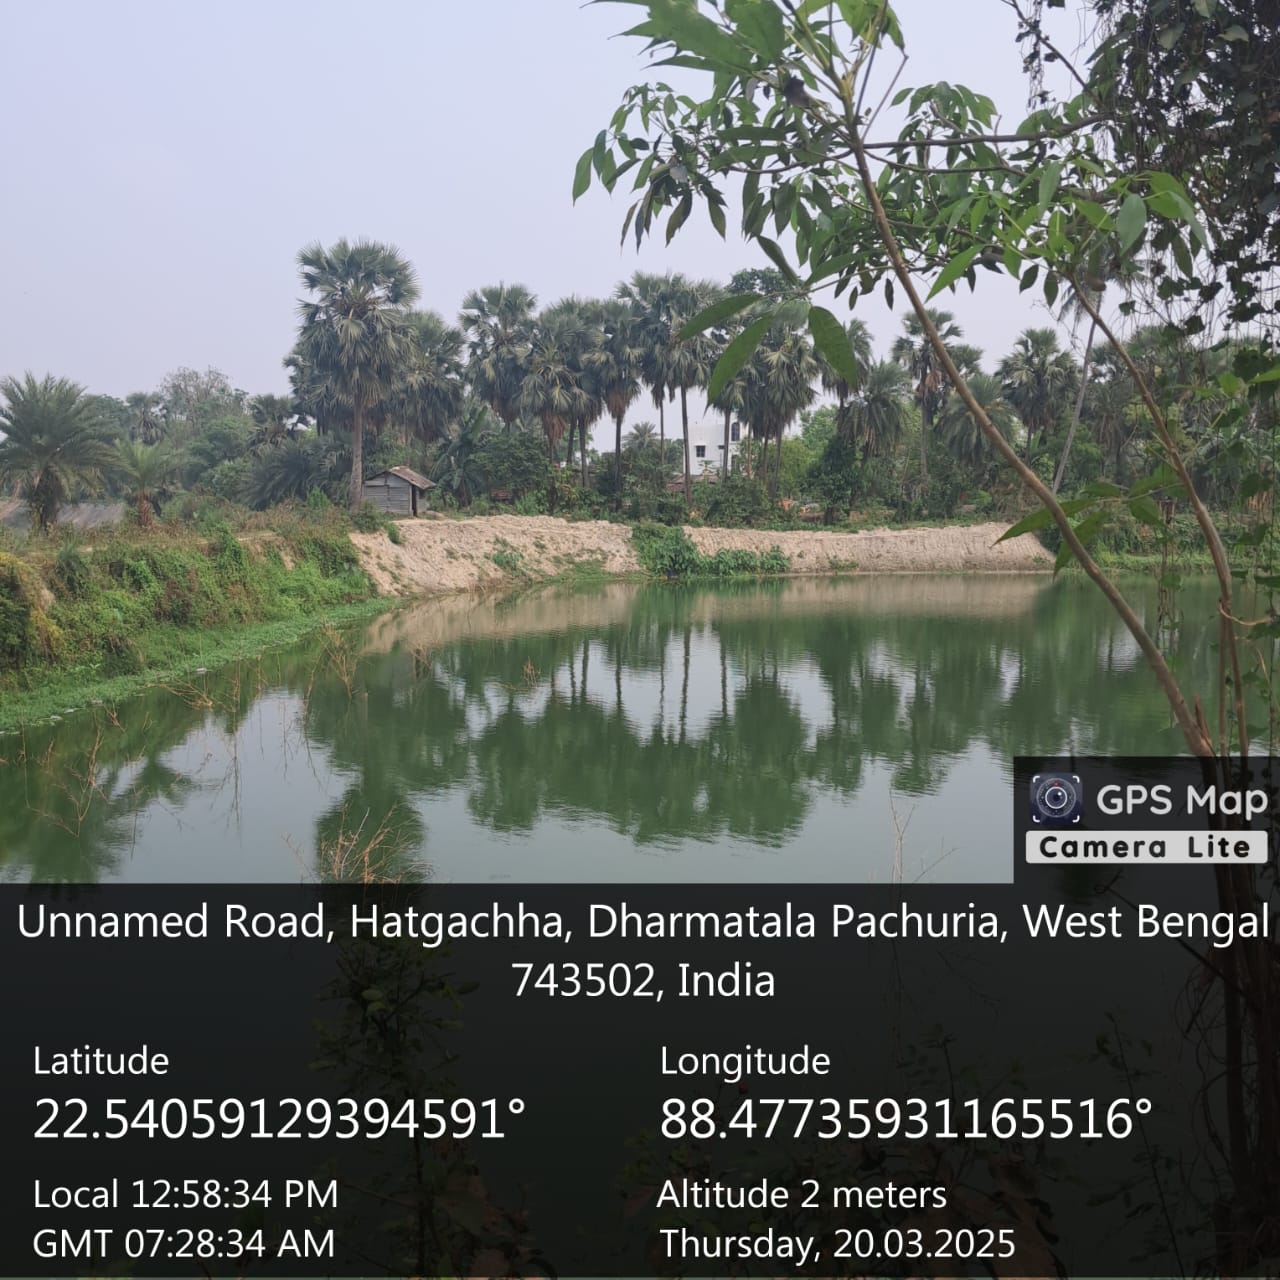 GPS Map
Camera Lite
Unnamed Road, Hatgachha, Dharmatala Pachuria, West Bengal
743502, India
Latitude
22.54059129394591°
Longitude
88.47735931165516°
Local 12:58:34 PM
GMT 07:28:34 AM
Altitude 2 meters
Thursday, 20.03.2025